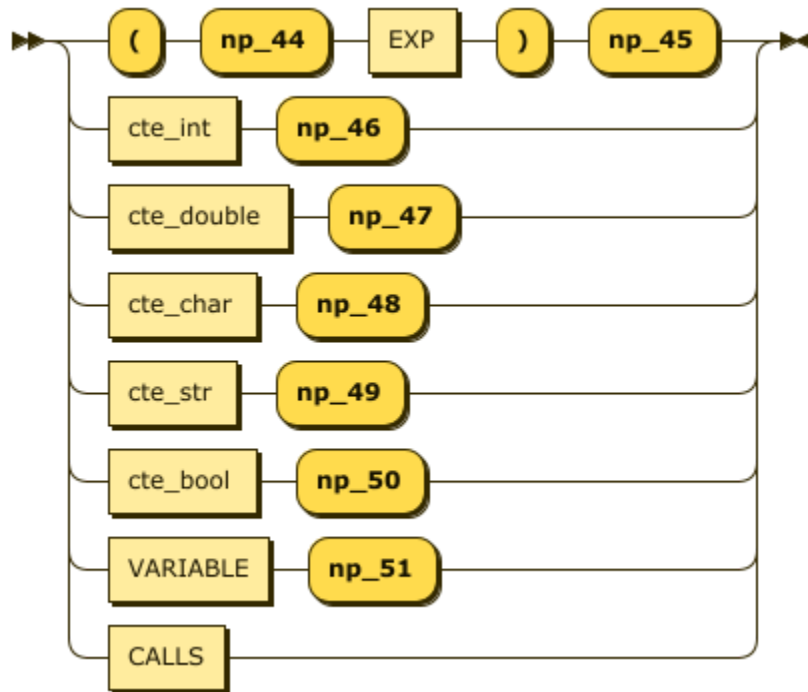 ( np_44 EXP ) np_45
cte_int np_46
cte_double np_47
cte_char np_48
cte_str np_49
cte_bool np_50
VARIABLE np_51
CALLS